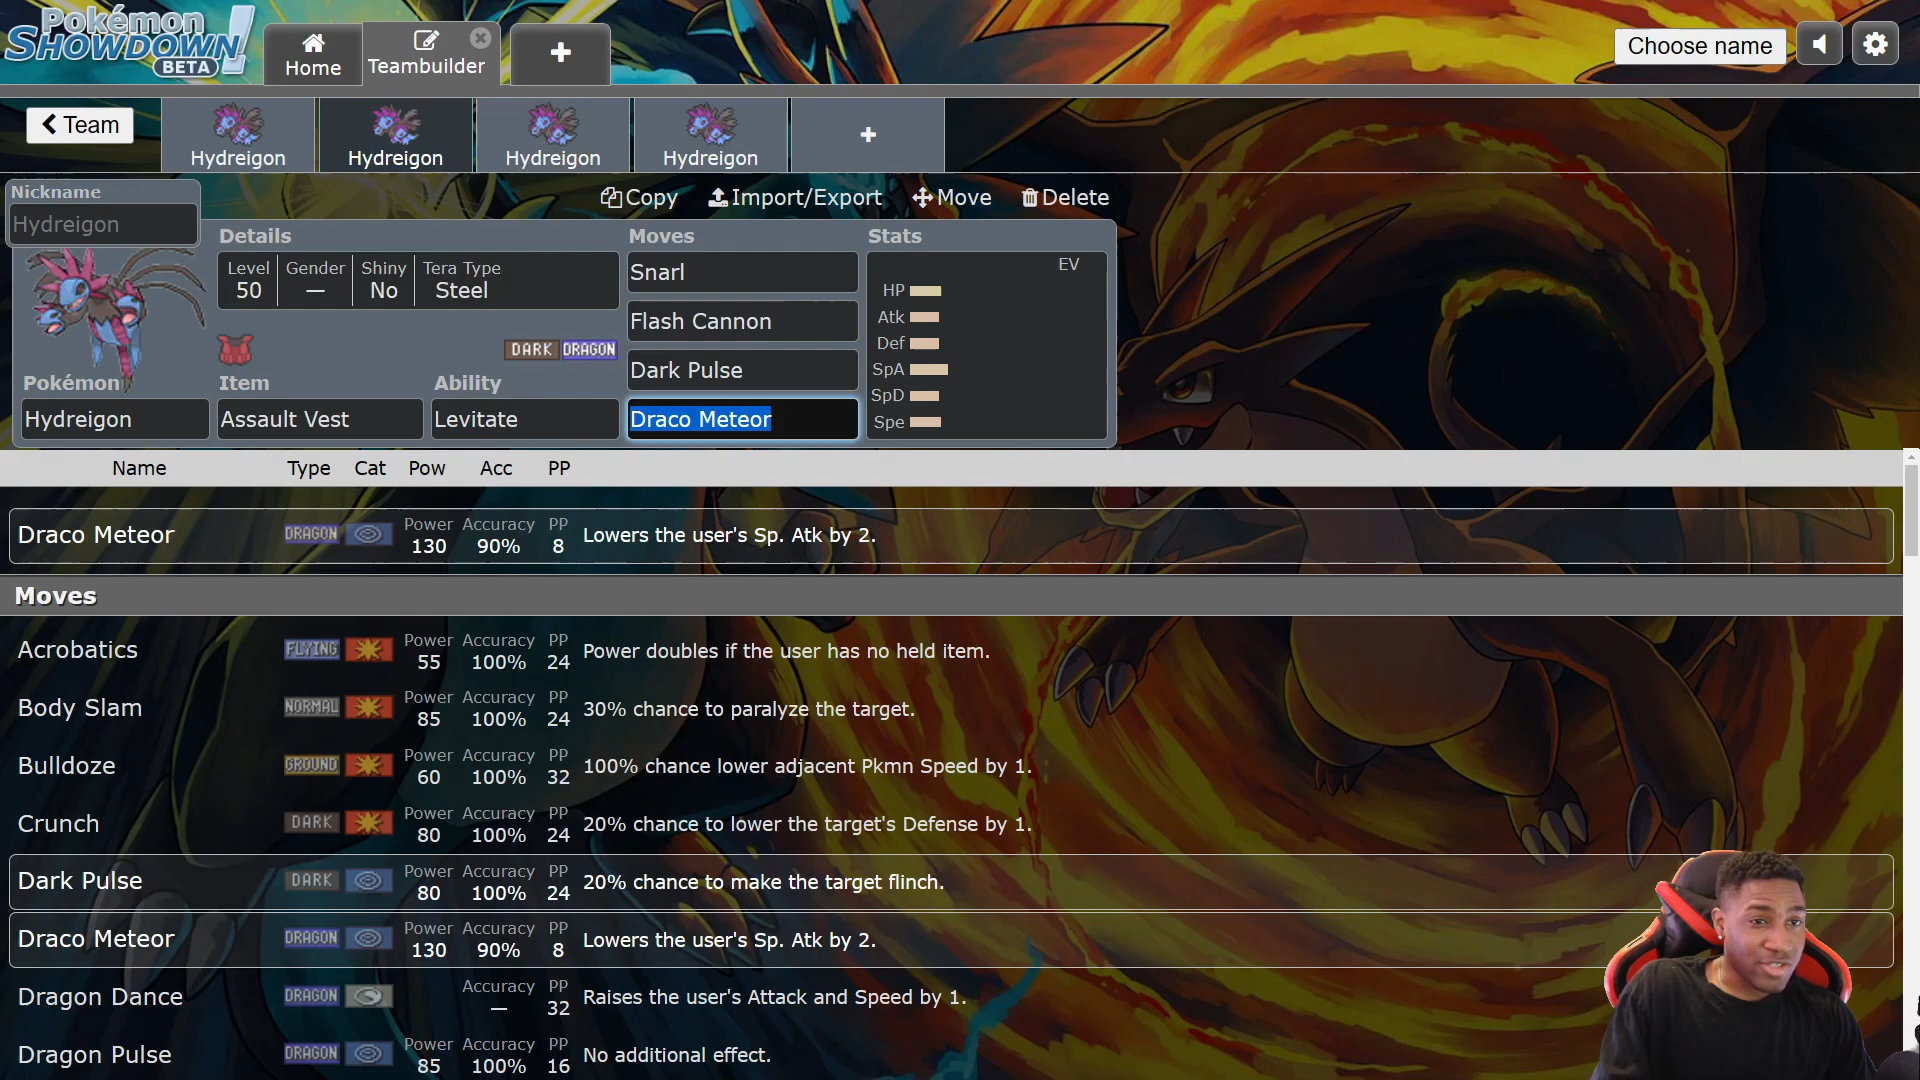 Pokémon
SHOWDOWN!
BETA
Home
Teambuilder
+
Choose name
Team
Hydreigon
Hydreigon
Hydreigon
Hydreigon
+
Copy
Import/Export
Move
Delete
Nickname
Hydreigon
Details
Level
50
Gender
—
Shiny
No
Tera Type
Steel
DARK DRAGON
Pokémon
Hydreigon
Item
Assault Vest
Ability
Levitate
Moves
Snarl
Flash Cannon
Dark Pulse
Draco Meteor
Stats
EV
HP
Atk
Def
SpA
SpD
Spe
Name Type Cat Pow Acc PP
Draco Meteor DRAGON Power 130 Accuracy 90% PP 8 Lowers the user's Sp. Atk by 2.
Moves
Acrobatics FLYING Power 55 Accuracy 100% PP 24 Power doubles if the user has no held item.
Body Slam NORMAL Power 85 Accuracy 100% PP 24 30% chance to paralyze the target.
Bulldoze GROUND Power 60 Accuracy 100% PP 32 100% chance lower adjacent Pkmn Speed by 1.
Crunch DARK Power 80 Accuracy 100% PP 24 20% chance to lower the target's Defense by 1.
Dark Pulse DARK Power 80 Accuracy 100% PP 24 20% chance to make the target flinch.
Draco Meteor DRAGON Power 130 Accuracy 90% PP 8 Lowers the user's Sp. Atk by 2.
Dragon Dance DRAGON Accuracy — PP 32 Raises the user's Attack and Speed by 1.
Dragon Pulse DRAGON Power 85 Accuracy 100% PP 16 No additional effect.